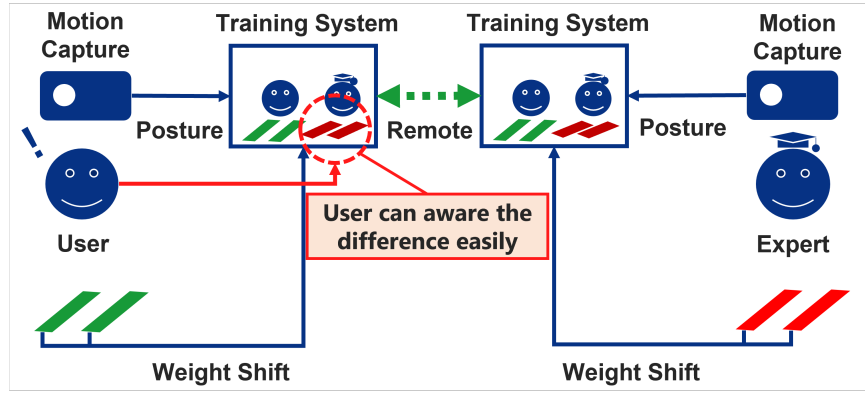 Motion
Capture
Training System
Training System
Motion
Capture
Posture
Remote
Posture
User can aware the
difference easily
User
Expert
Weight Shift
Weight Shift